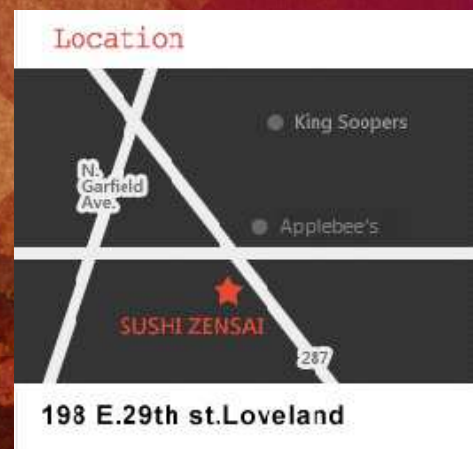 Location
King Soopers
N.
Garfield
Ave.
Applebee's
SUSHI ZENSAI
287
198 E.29th st.Loveland